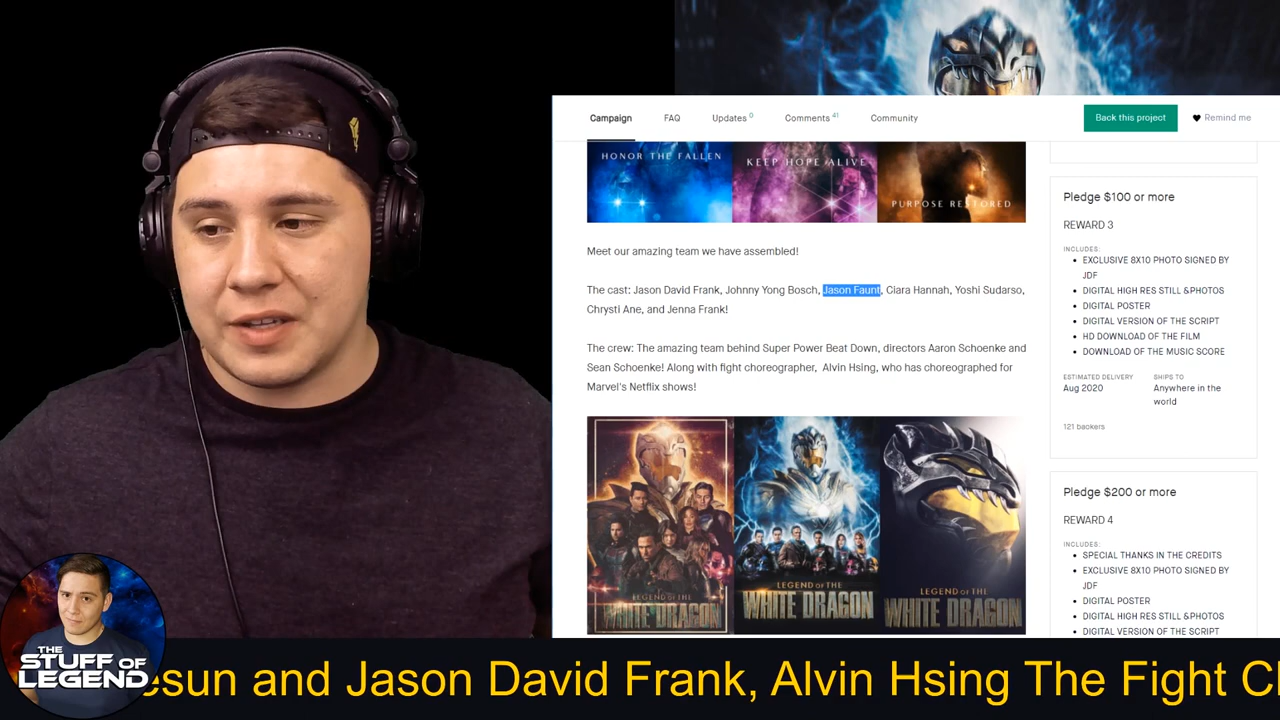 Campaign FAQ Updates 0 Comments 41 Community Back this project Remind me
HONOR THE FALLEN KEEP HOPE ALIVE PURPOSE RESTORED
Meet our amazing team we have assembled!
The cast: Jason David Frank, Johnny Yong Bosch, Jason Faunt, Ciara Hannah, Yoshi Sudarso,
Chrysti Ane, and Jenna Frank!
The crew: The amazing team behind Super Power Beat Down, directors Aaron Schoenke and
Sean Schoenke! Along with fight choreographer, Alvin Hsing, who has choreographed for
Marvel's Netflix shows!
LEGEND OF THE
WHITE DRAGON
LEGEND OF THE
WHITE DRAGON
LEGEND OF THE
WHITE DRAGON
Pledge $100 or more
REWARD 3
INCLUDES:
EXCLUSIVE 8X10 PHOTO SIGNED BY
JDF
DIGITAL HIGH RES STILL &PHOTOS
DIGITAL POSTER
DIGITAL VERSION OF THE SCRIPT
HD DOWNLOAD OF THE FILM
DOWNLOAD OF THE MUSIC SCORE
ESTIMATED DELIVERY SHIPS TO
Aug 2020 Anywhere in the
world
121 backers
Pledge $200 or more
REWARD 4
INCLUDES:
SPECIAL THANKS IN THE CREDITS
EXCLUSIVE 8X10 PHOTO SIGNED BY
JDF
DIGITAL POSTER
DIGITAL HIGH RES STILL &PHOTOS
DIGITAL VERSION OF THE SCRIPT
THE
STUFF OF
LEGEND
esun and Jason David Frank, Alvin Hsing The Fight C